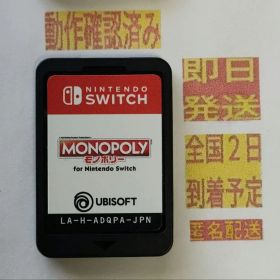 動作確認済み
NINTENDO
SWITCH
MONOPOLY
モノポリー
for Nintendo Switch
UBISOFT
LA-H-ADQPA-JPN
即日
発送
全国2日
到着予定
匿名配送